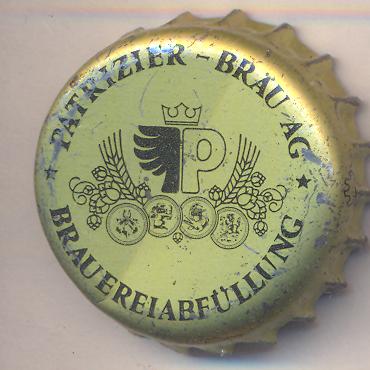 PATRIZIER - BRÄU AG
P
BRAUEREIABFÜLLUNG